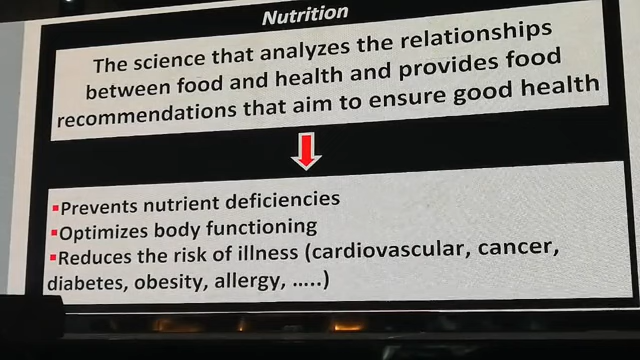 Nutrition
The science that analyzes the relationships
between food and health and provides food
recommendations that aim to ensure good health
▪Prevents nutrient deficiencies
▪Optimizes body functioning
▪Reduces the risk of illness (cardiovascular, cancer,
diabetes, obesity, allergy, …..)